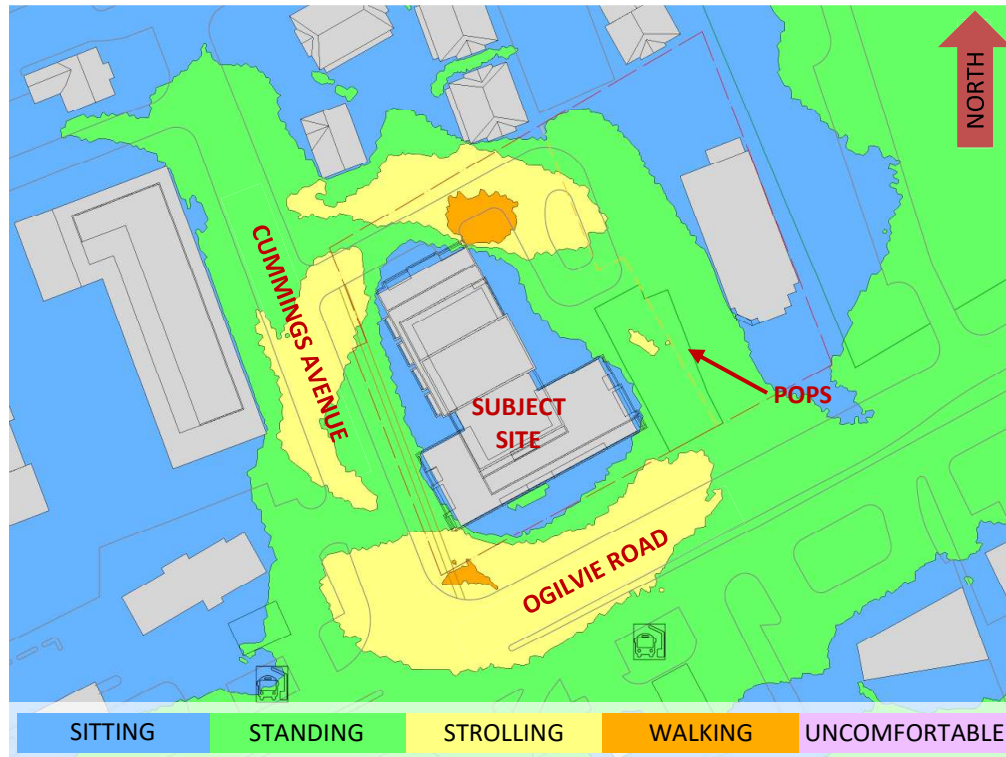 NORTH
CUMMINGS AVENUE
SUBJECT
SITE
POPS
OGILVIE ROAD
SITTING
STANDING
STROLLING
WALKING
UNCOMFORTABLE